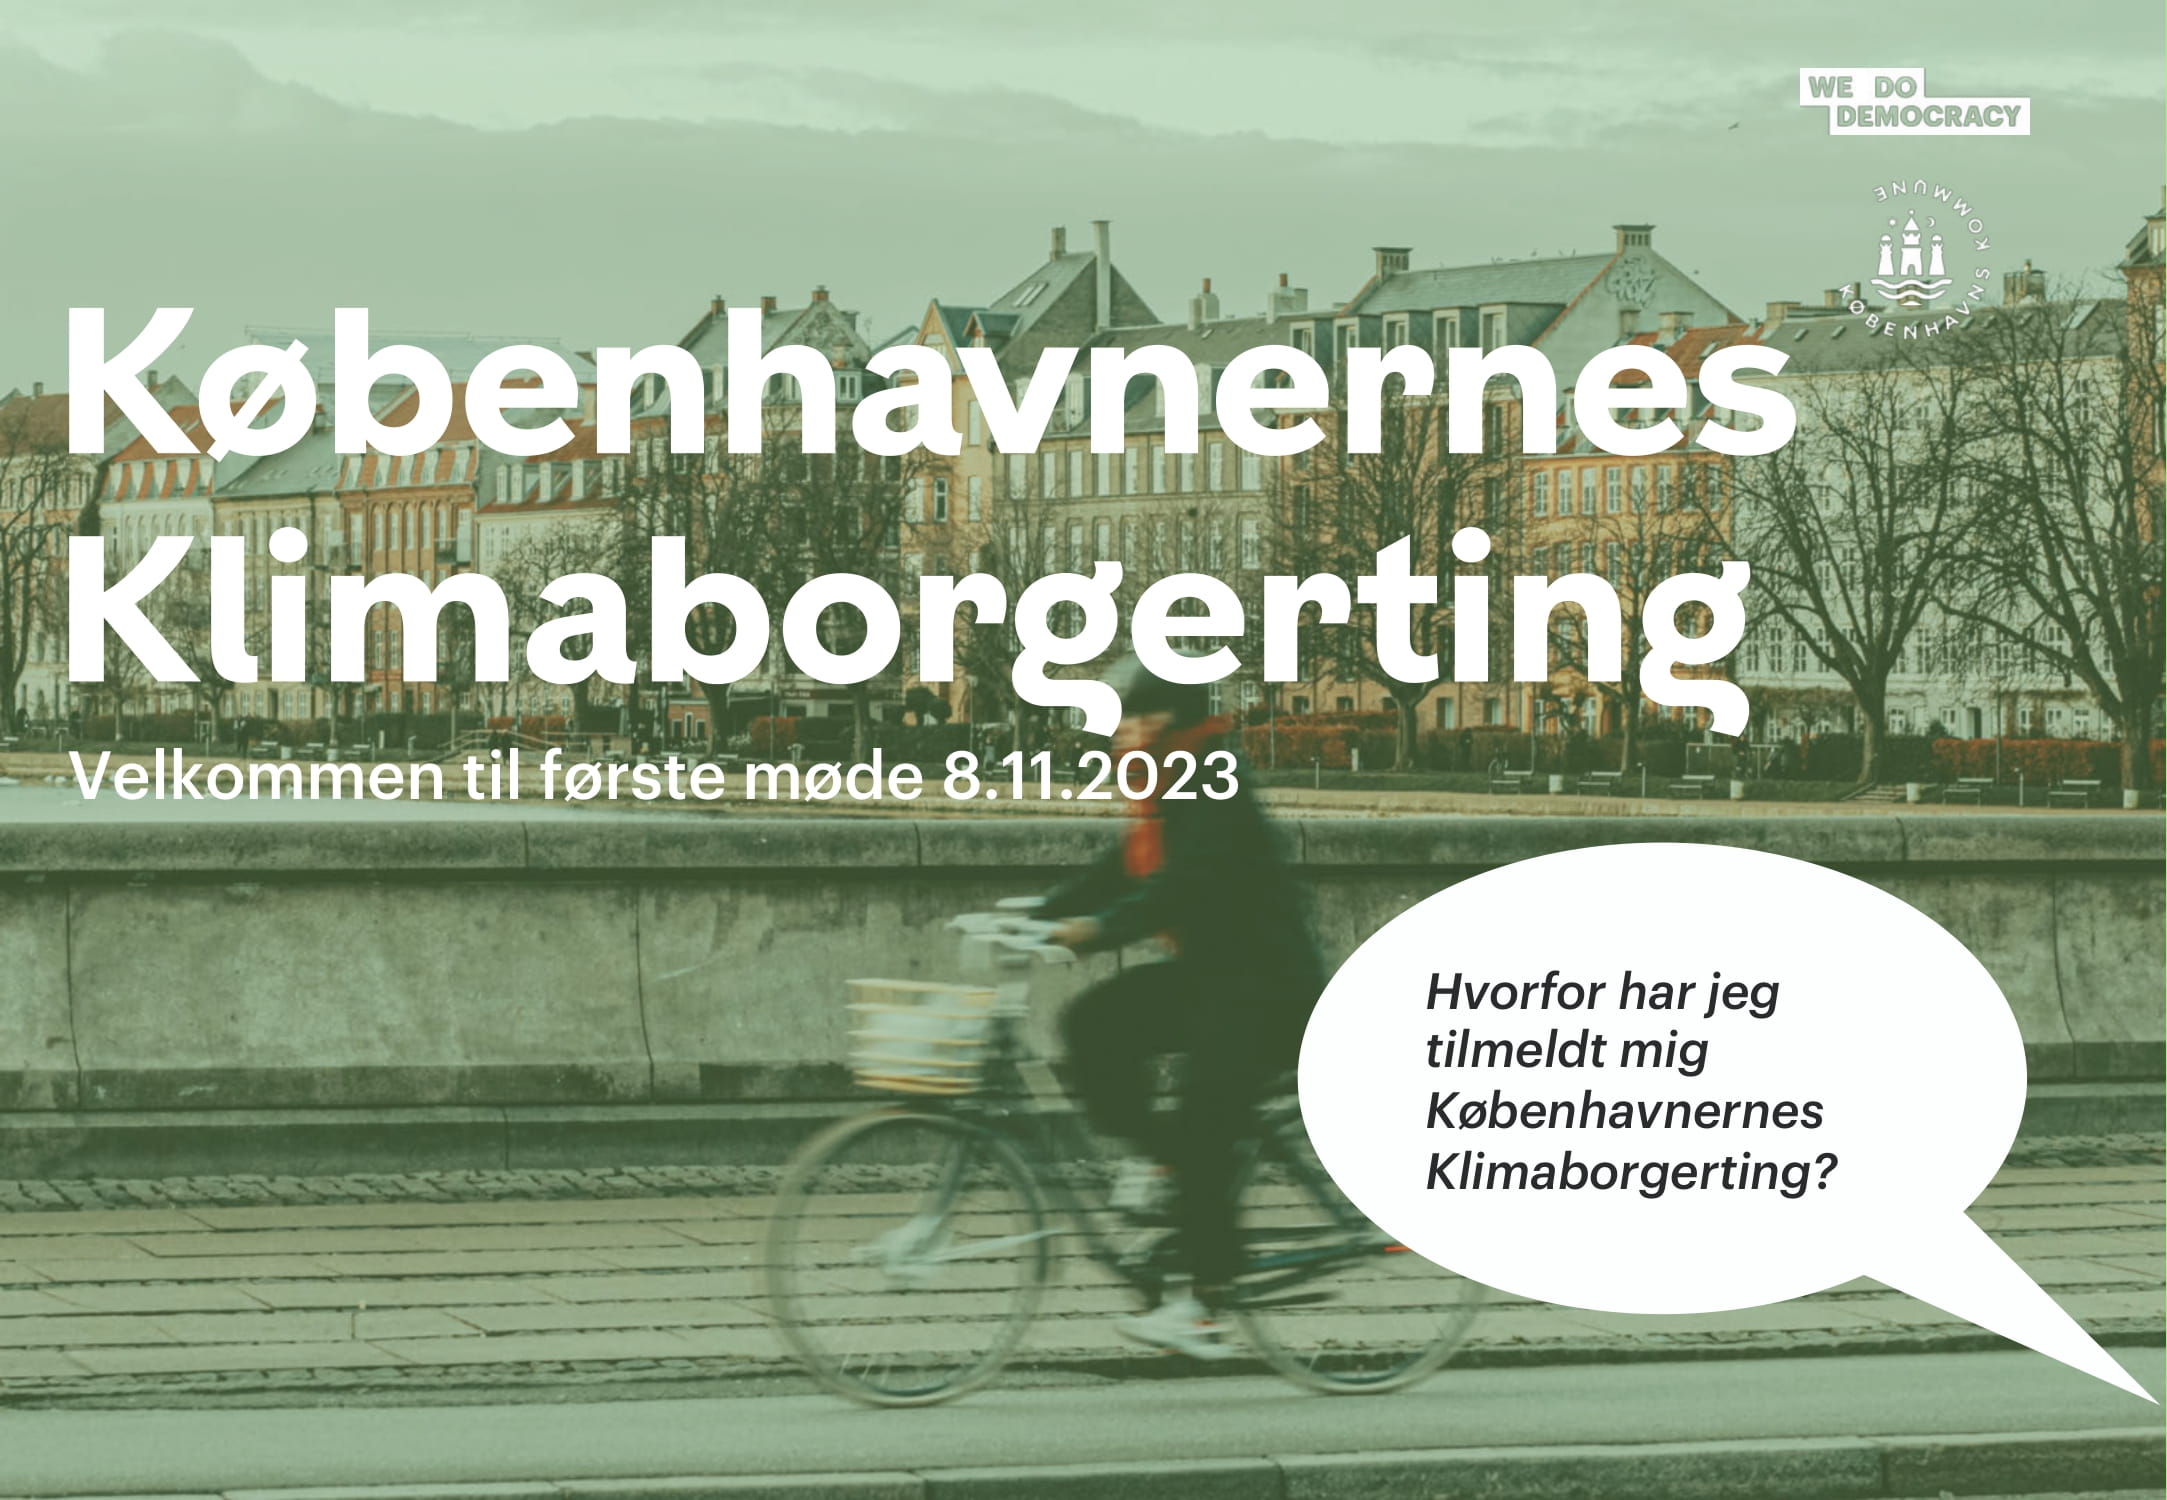 WE DO
DEMOCRACY
KØBENHAVNS KOMMUNE
Københavnernes
Klimaborgerting
Velkommen til første møde 8.11.2023
Hvorfor har jeg
tilmeldt mig
Københavnernes
Klimaborgerting?